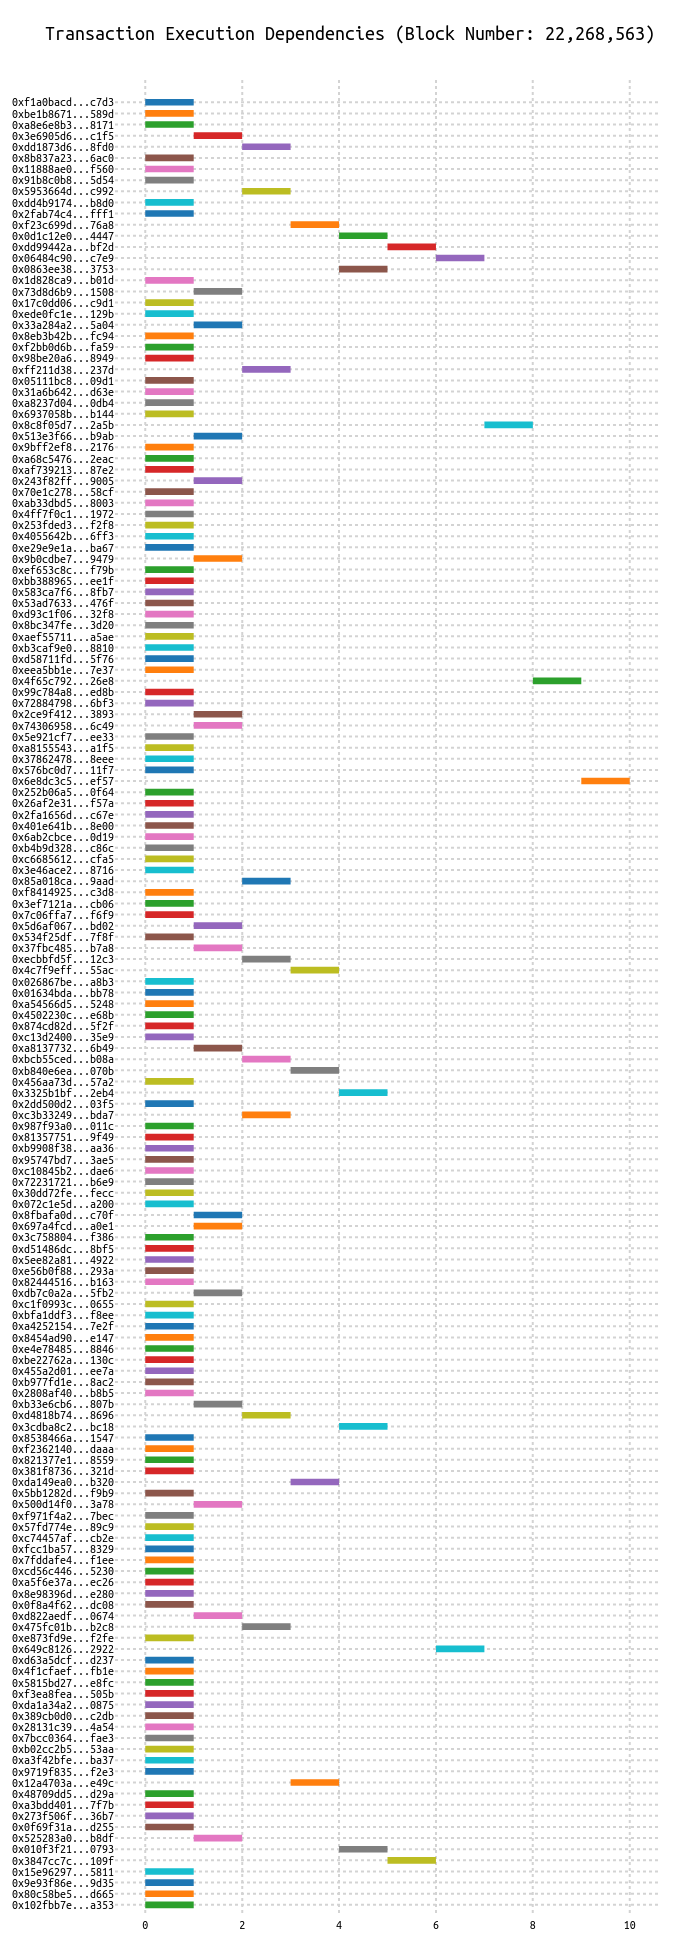 Transaction Execution Dependencies (Block Number: 22,268,563)
0xf1a0bacd...c7d3
0xbe1b8671...589d
0xa8e6e8b3...8171
0x3e6905d6...c1f5
0xdd1873d6...8fd0
0x8b837a23...6ac0
0x11888ae0...f560
0x91b8c0b8...5d54
0x5953664d...c992
0xdd4b9174...b8d0
0x2fab74c4...fff1
0xf23c699d...76a8
0x0d1c12e0...4447
0xdd99442a...bf2d
0x06484c90...c7e9
0x0863ee38...3753
0x1d828ca9...b01d
0x73d8d6b9...1508
0x17c0dd06...c9d1
0xede0fc1e...129b
0x33a284a2...5a04
0x8eb3b42b...fc94
0xf2bb0d6b...fa59
0x98be20a6...8949
0xff211d38...237d
0x05111bc8...09d1
0x31a6b642...d63e
0xa8237d04...0db4
0x6937058b...b144
0x8c8f05d7...2a5b
0x513e3f66...b9ab
0x9bff2ef8...2176
0xa68c5476...2eac
0xaf739213...87e2
0x243f82ff...9005
0x70e1c278...58cf
0xab33dbd5...8003
0x4ff7f0c1...1972
0x253fded3...f2f8
0x4055642b...6ff3
0xe29e9e1a...ba67
0x9b0cdbe7...9479
0xef653c8c...f79b
0xbb388965...ee1f
0x583ca7f6...8fb7
0x53ad7633...476f
0xd93c1f06...32f8
0x8bc347fe...3d20
0xaef55711...a5ae
0xb3caf9e0...8810
0xd58711fd...5f76
0xeea5bb1e...7e37
0x4f65c792...26e8
0x99c784a8...ed8b
0x72884798...6bf3
0x2ce9f412...3893
0x74306958...6c49
0x5e921cf7...ee33
0xa8155543...a1f5
0x37862478...8eee
0x576bc0d7...11f7
0x6e8dc3c5...ef57
0x252b06a5...0f64
0x26af2e31...f57a
0x2fa1656d...c67e
0x401e641b...8e00
0x6ab2cbce...0d19
0xb4b9d328...c86c
0xc6685612...cfa5
0x3e46ace2...8716
0x85a018ca...9aad
0xf8414925...c3d8
0x3ef7121a...cb06
0x7c06ffa7...f6f9
0x5d6af067...bd02
0x534f25df...7f8f
0x37fbc485...b7a8
0xecbbfd5f...12c3
0x4c7f9eff...55ac
0x026867be...a8b3
0x01634bda...bb78
0xa54566d5...5248
0x4502230c...e68b
0x874cd82d...5f2f
0xc13d2400...35e9
0xa8137732...6b49
0xbcb55ced...b08a
0xb840e6ea...070b
0x456aa73d...57a2
0x3325b1bf...2eb4
0x2dd500d2...03f5
0xc3b33249...bda7
0x987f93a0...011c
0x81357751...9f49
0xb9908f38...aa36
0x95747bd7...3ae5
0xc10845b2...dae6
0x72231721...b6e9
0x30dd72fe...fecc
0x072c1e5d...a200
0x8fbafa0d...c70f
0x697a4fcd...a0e1
0x3c758804...f386
0xd51486dc...8bf5
0x5ee82a81...4922
0xe56b0f88...293a
0x82444516...b163
0xdb7c0a2a...5fb2
0xc1f0993c...0655
0xbfa1ddf3...f8ee
0xa4252154...7e2f
0x8454ad90...e147
0xe4e78485...8846
0xbe22762a...130c
0x455a2d01...ee7a
0xb977fd1e...8ac2
0x2808af40...b8b5
0xb33e6cb6...807b
0xd4818b74...8696
0x3cdba8c2...bc18
0x8538466a...1547
0xf2362140...daaa
0x821377e1...8559
0x381f8736...321d
0xda149ea0...b320
0x5bb1282d...f9b9
0x500d14f0...3a78
0xf971f4a2...7bec
0x57fd774e...89c9
0xc74457af...cb2e
0xfcc1ba57...8329
0x7fddafe4...f1ee
0xcd56c446...5230
0xa5f6e37a...ec26
0x8e98396d...e280
0x0f8a4f62...dc08
0xd822aedf...0674
0x475fc01b...b2c8
0xe873fd9e...f2fe
0x649c8126...2922
0xd63a5dcf...d237
0x4f1cfaef...fb1e
0x5815bd27...e8fc
0xf3ea8fea...505b
0xda1a34a2...0875
0x389cb0d0...c2db
0x28131c39...4a54
0x7bcc0364...fae3
0xb02cc2b5...53aa
0xa3f42bfe...ba37
0x9719f835...f2e3
0x12a4703a...e49c
0x48709dd5...d29a
0xa3bdd401...7f7b
0x273f506f...36b7
0x0f69f31a...d255
0x525283a0...b8df
0x010f3f21...0793
0x3847cc7c...109f
0x15e96297...5811
0x9e93f86e...9d35
0x80c58be5...d665
0x102fbb7e...a353
0 2 4 6 8 10